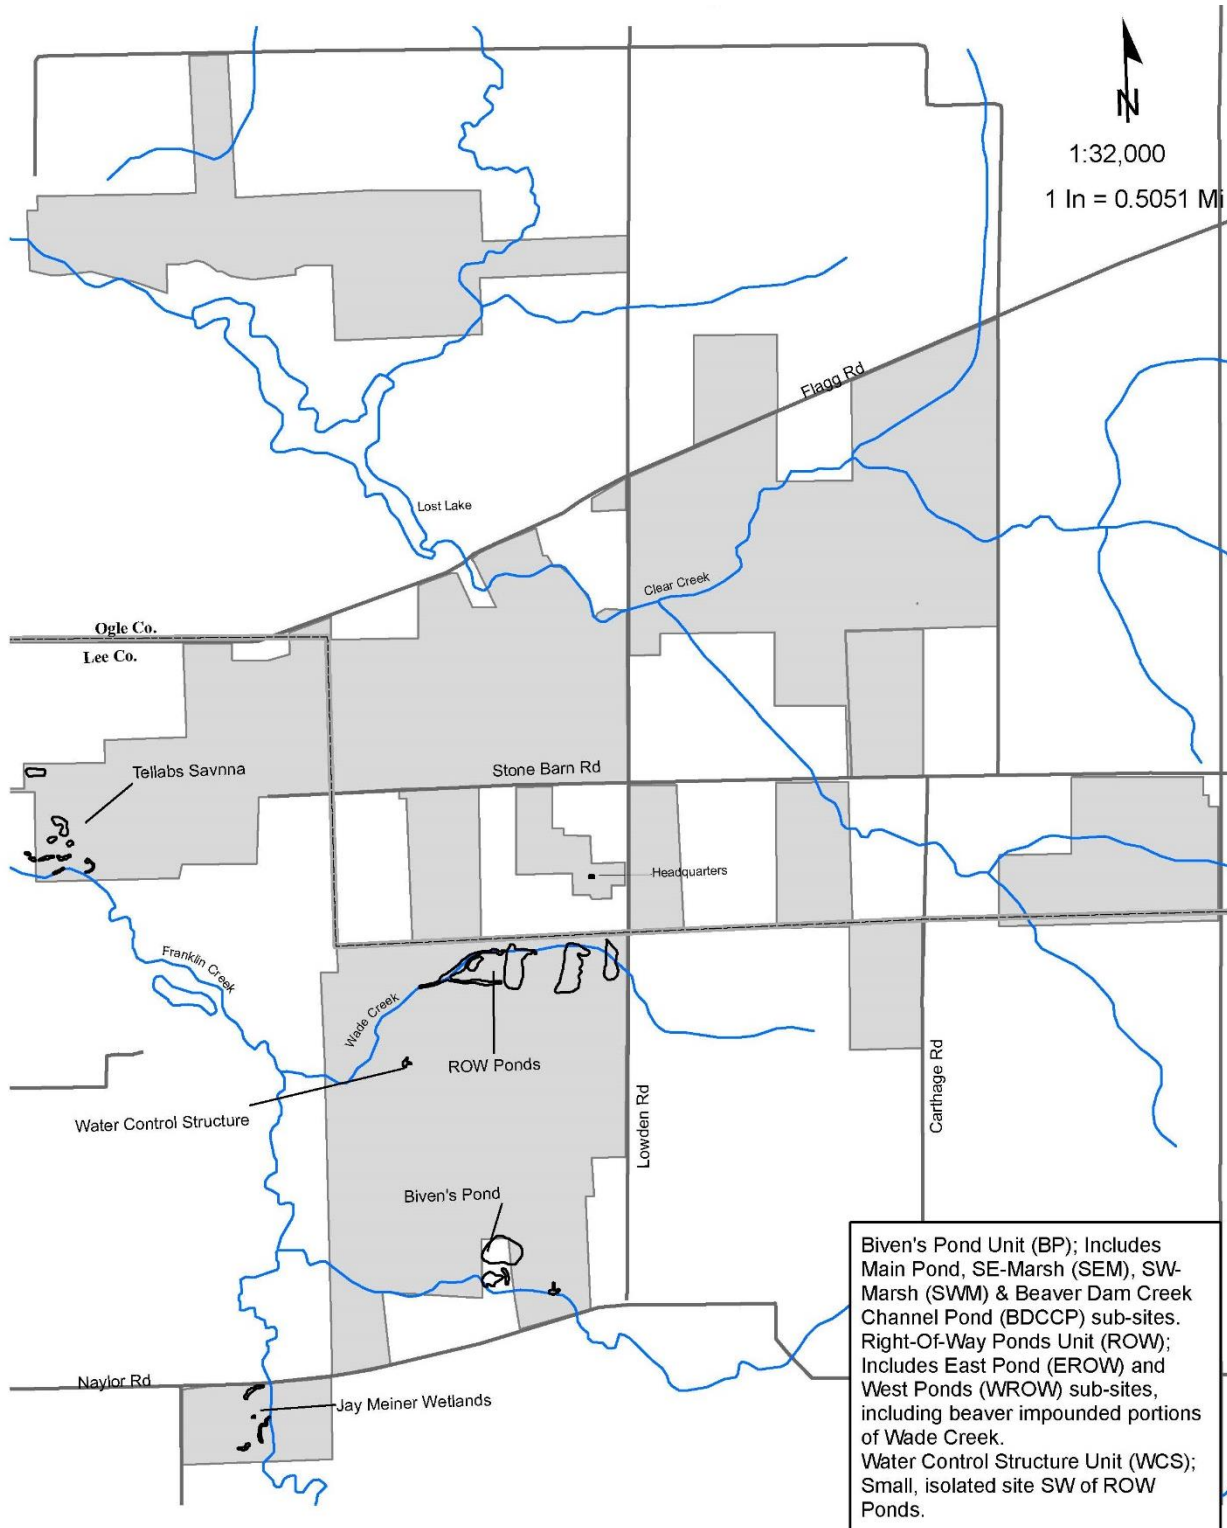 N
1:32,000
1 In = 0.5051 Mi
Flagg Rd
Lost Lake
Clear Creek
Ogle Co.
Lee Co.
Tellabs Savnna
Stone Barn Rd
Headquarters
Franklin Creek
Wade Creek
ROW Ponds
Water Control Structure
Lowden Rd
Carthage Rd
Biven's Pond
Naylor Rd
Jay Meiner Wetlands
Biven's Pond Unit (BP); Includes
Main Pond, SE-Marsh (SEM), SW-
Marsh (SWM) & Beaver Dam Creek
Channel Pond (BDCCP) sub-sites.
Right-Of-Way Ponds Unit (ROW);
Includes East Pond (EROW) and
West Ponds (WROW) sub-sites,
including beaver impounded portions
of Wade Creek.
Water Control Structure Unit (WCS);
Small, isolated site SW of ROW
Ponds.